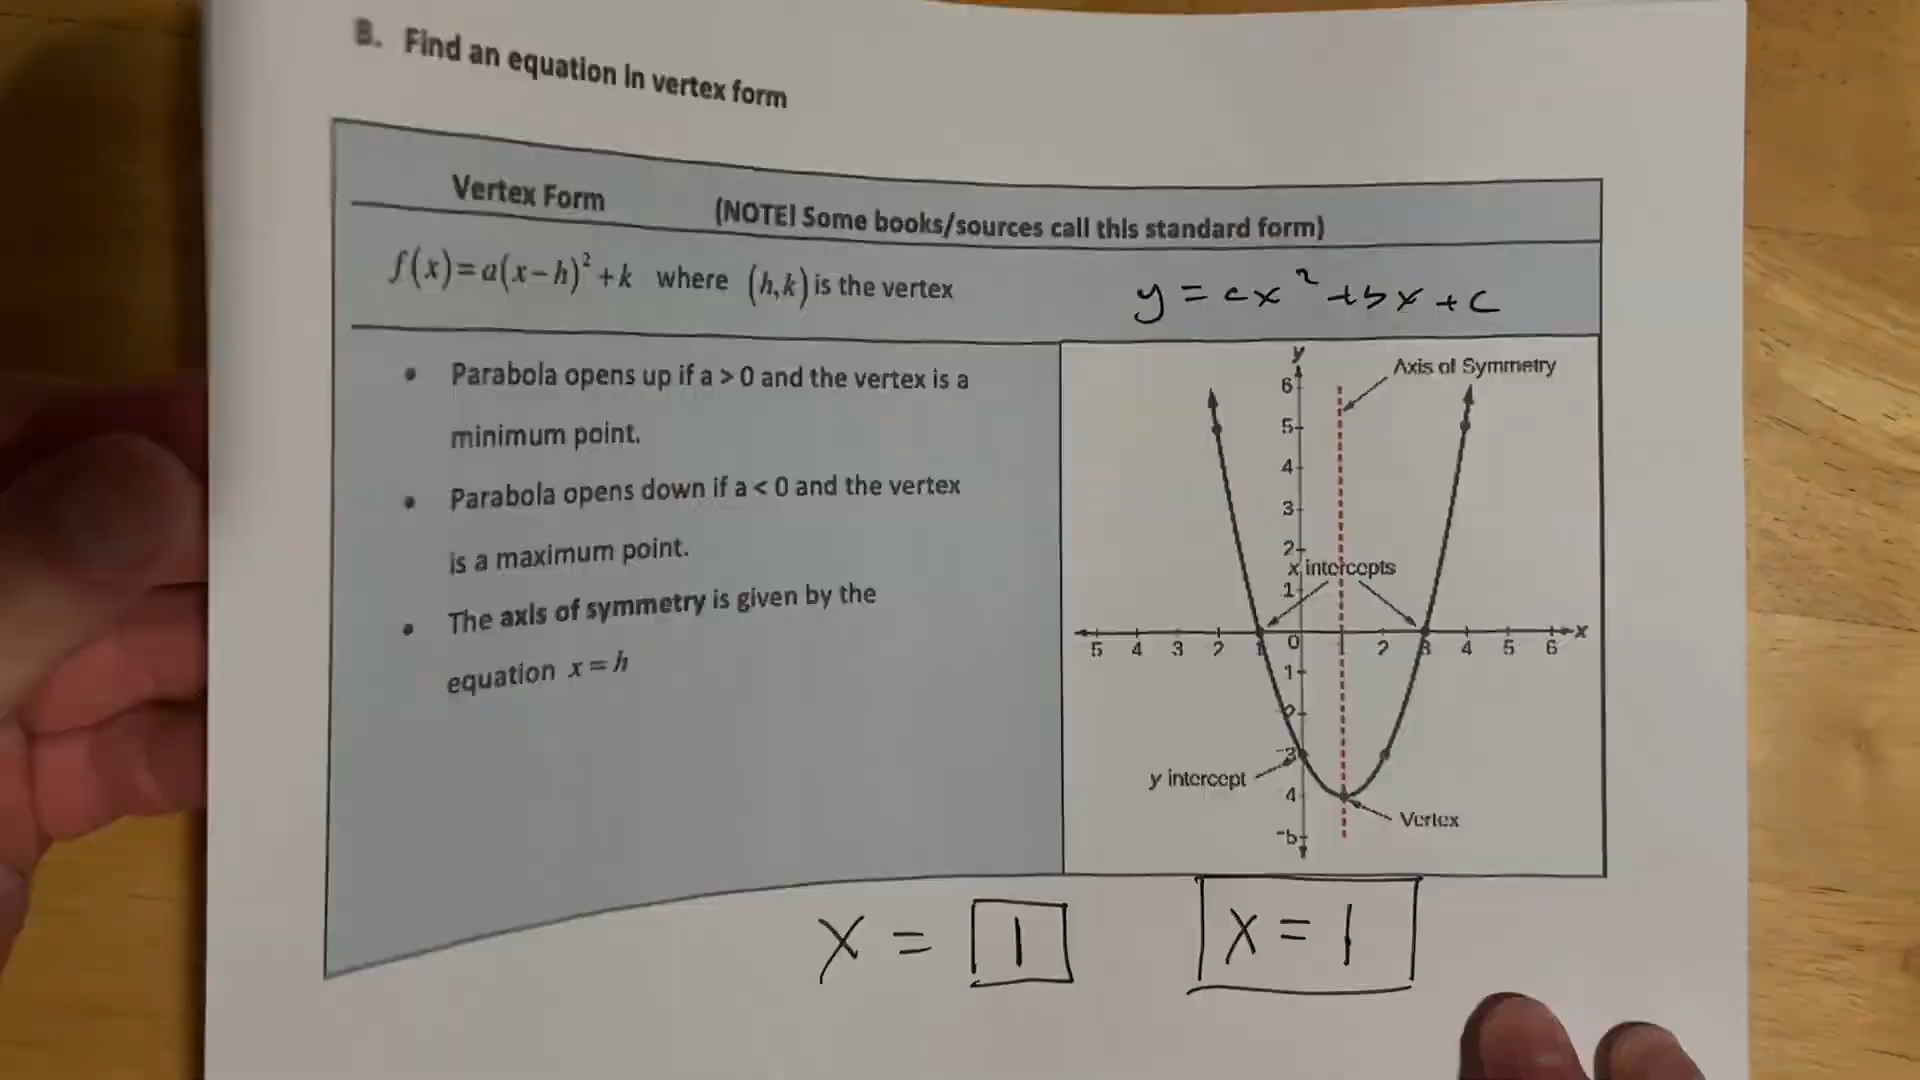 B. Find an equation in vertex form
Vertex Form (NOTE! Some books/sources call this standard form)
f(x)=a(x−h)²+k where (h,k) is the vertex
y = ax² +bx+c
• Parabola opens up if a > 0 and the vertex is a
minimum point.
• Parabola opens down if a < 0 and the vertex
is a maximum point.
• The axis of symmetry is given by the
equation x=h
y
Axis of Symmetry
6
5
4
3
2
x intercepts
1
x
5 4 3 2 1 0 1 2 3 4 5 6
1
2
-3
y intercept
4
Vertex
x = 1
x = 1